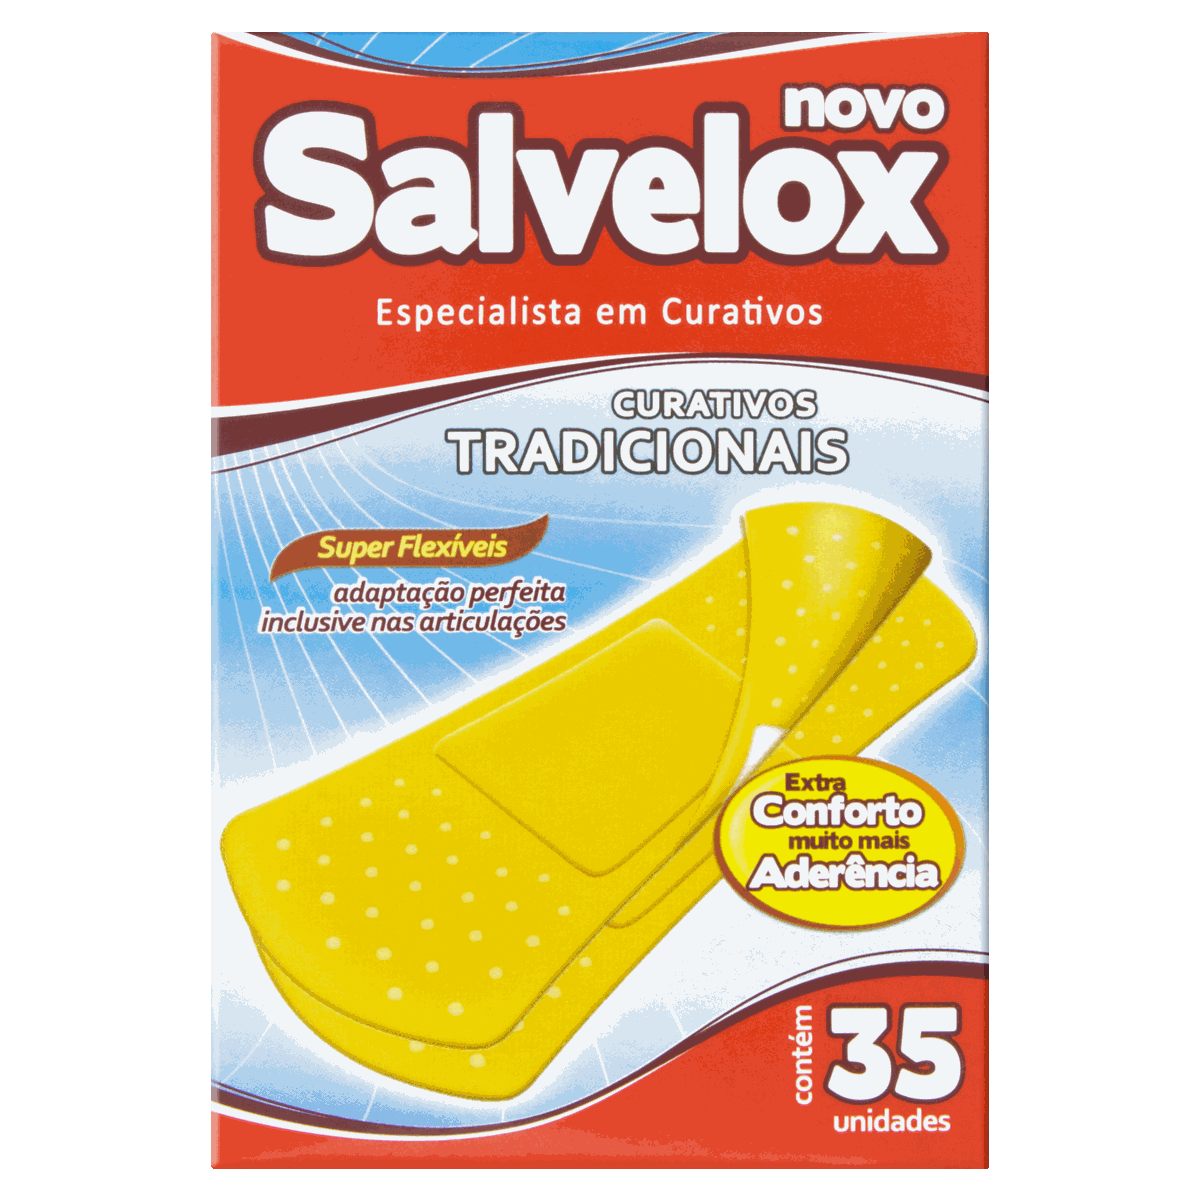 novo
Salvelox
Especialista em Curativos
CURATIVOS
TRADICIONAIS
Super Flexíveis
adaptação perfeita
inclusive nas articulações
Extra
Conforto
muito mais
Aderência
contém
35
unidades